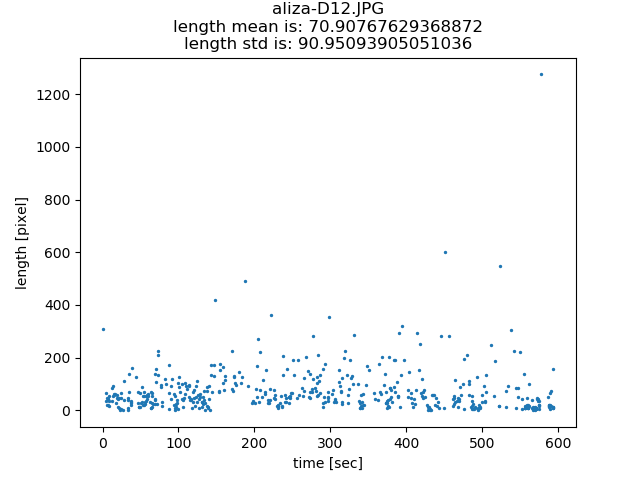 aliza-D12.JPG
length mean is: 70.90767629368872
length std is: 90.95093905051036
1200
1000
800
600
400
200
0
length [pixel]
0 100 200 300 400 500 600
time [sec]